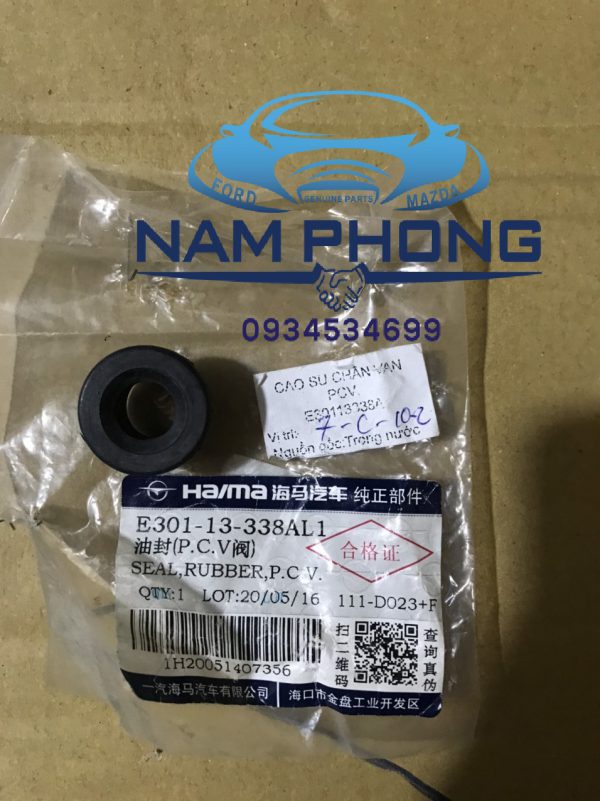 FORD
GENUINE PARTS
MAZDA
NAM PHONG
0934534699
CAO SU CHÂN VAN
PCV
E30113338A
Vị trí: 7-C-10-2
Nguồn gốc:Trong nước
Haima 海马汽车 纯正部件
E301-13-338AL1
油封(P.C.V阀)
合格证
SEAL,RUBBER,P.C.V.
QTY:1 LOT:20/05/16 111-D023+F
1H20051407356
扫二维码
查询真伪
一汽海马汽车有限公司 海口市金盘工业开发区